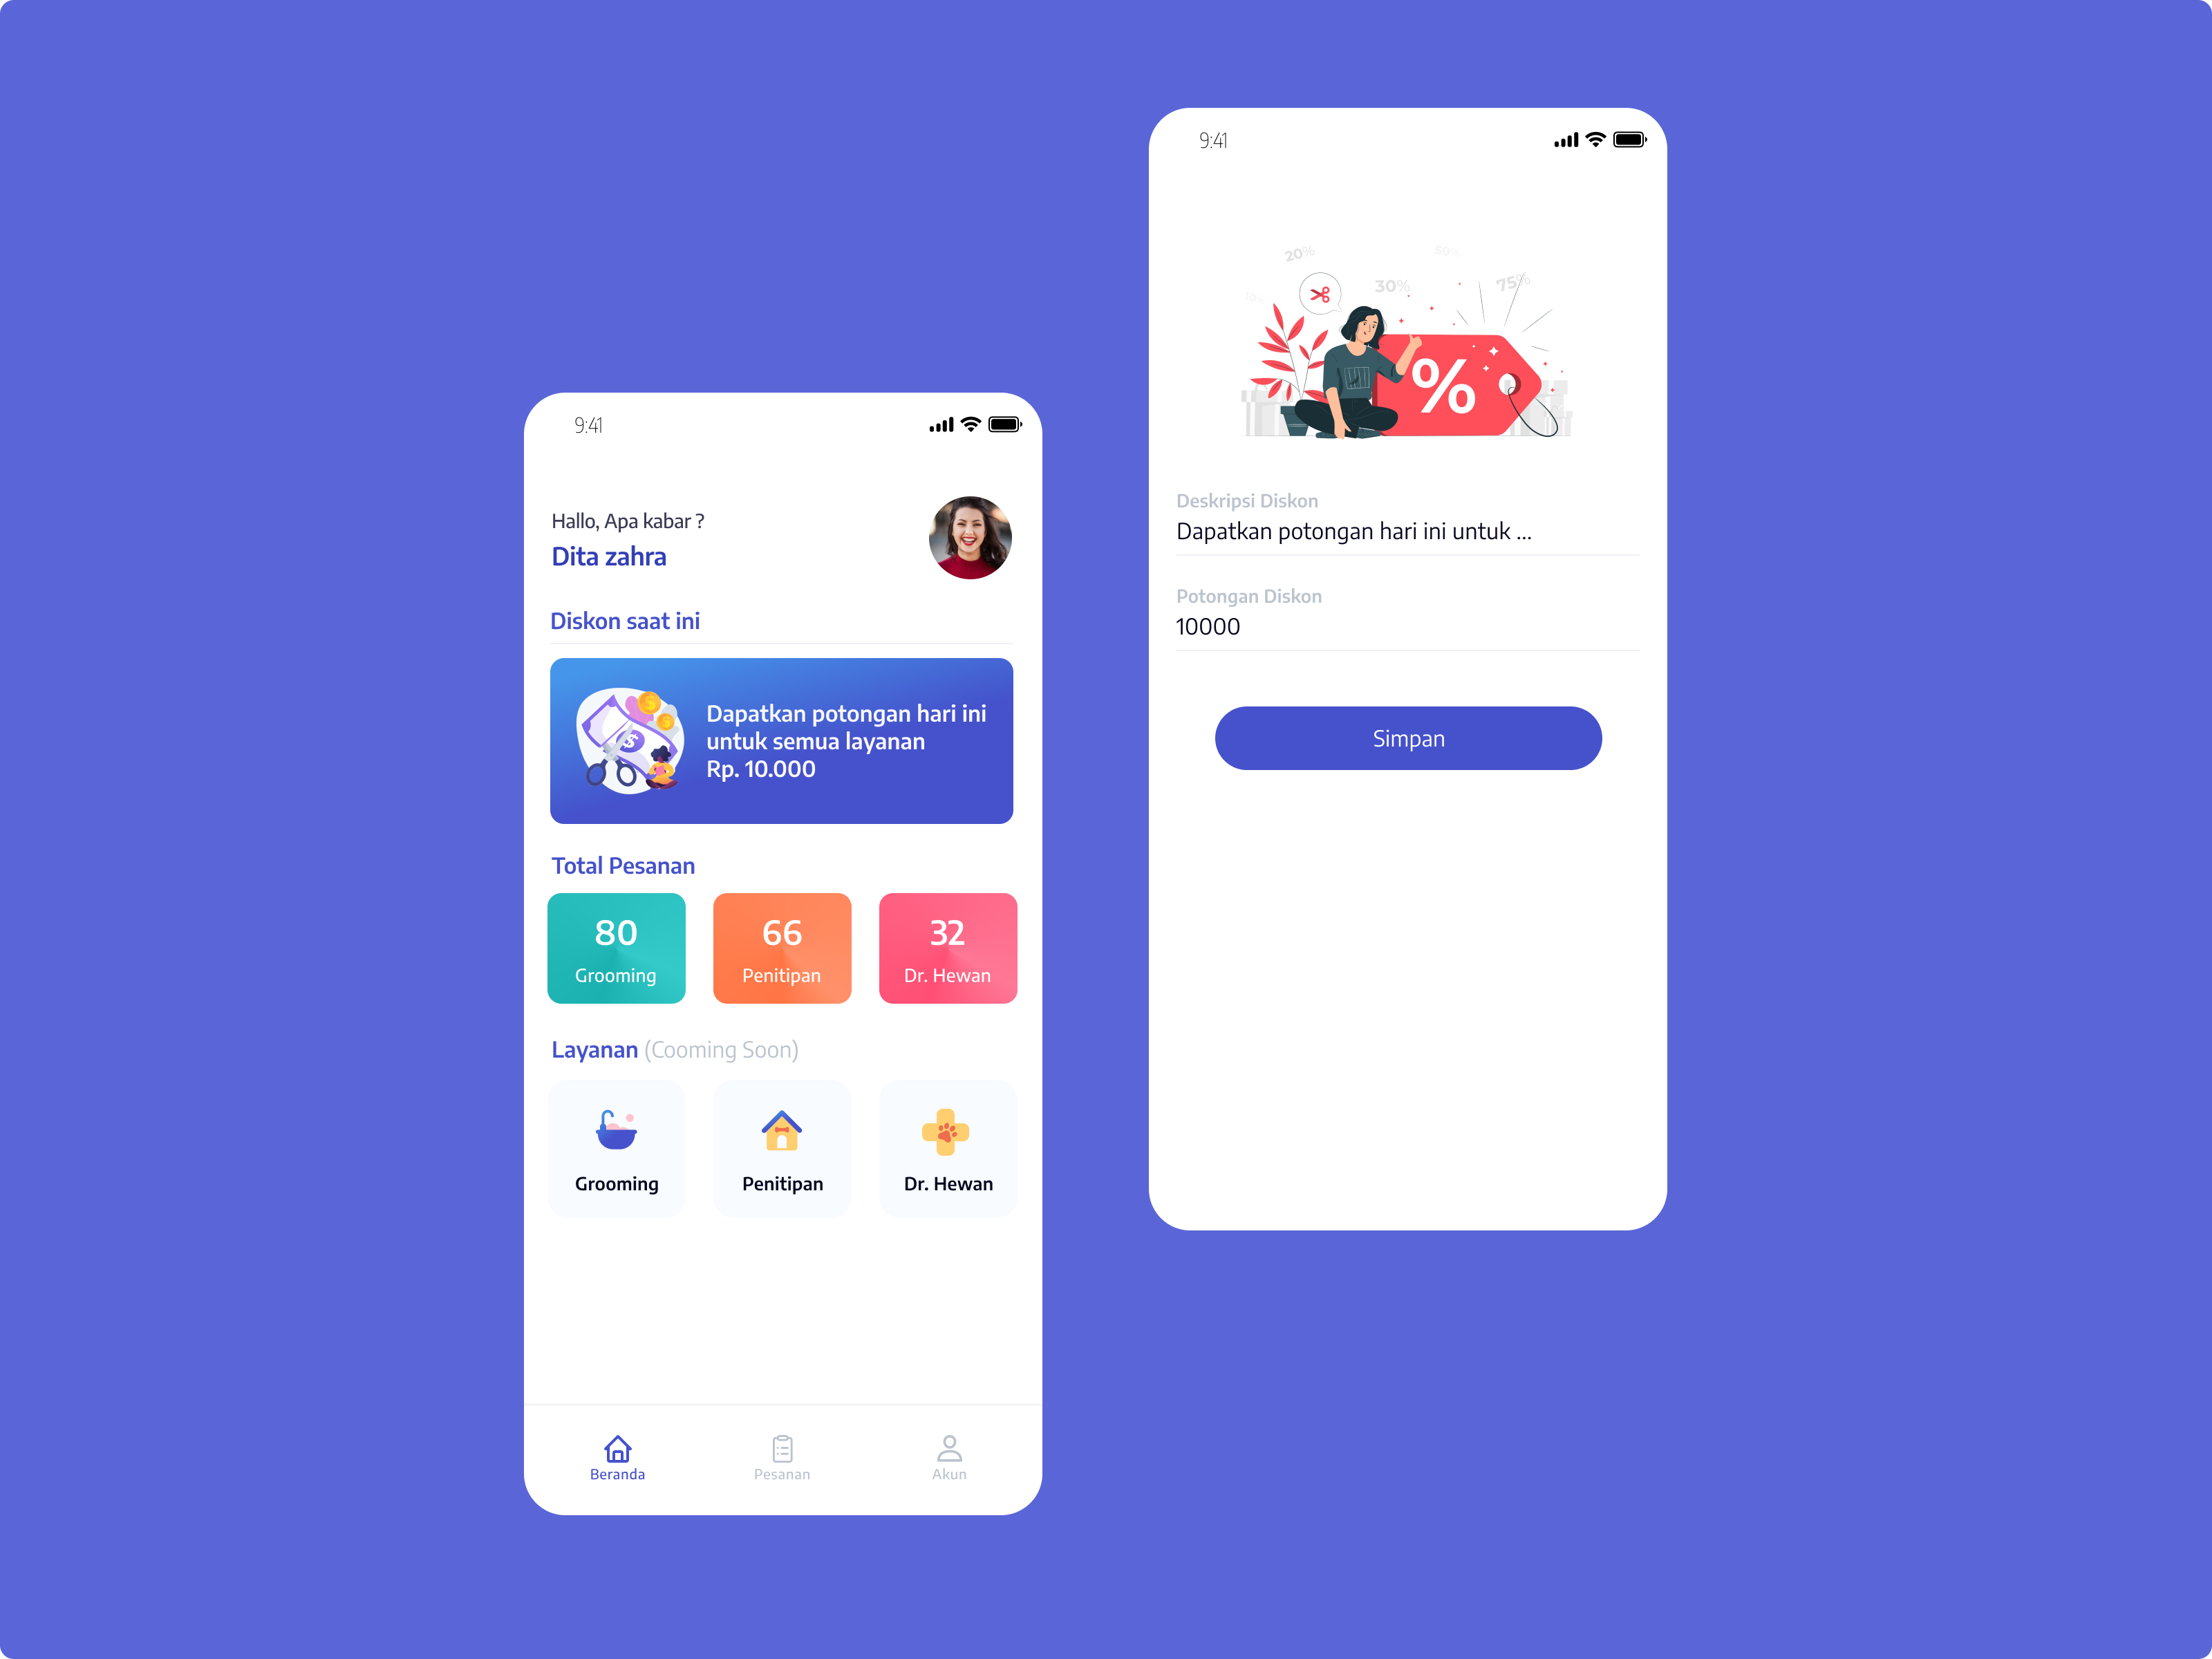 9:41
Hallo, Apa kabar ?
Dita zahra
Diskon saat ini
Dapatkan potongan hari ini
untuk semua layanan
Rp. 10.000
Total Pesanan
80
Grooming
66
Penitipan
32
Dr. Hewan
Layanan (Cooming Soon)
Grooming
Penitipan
Dr. Hewan
Beranda
Pesanan
Akun
9:41
20%
50%
30%
75%
10%
%
Deskripsi Diskon
Dapatkan potongan hari ini untuk ...
Potongan Diskon
10000
Simpan